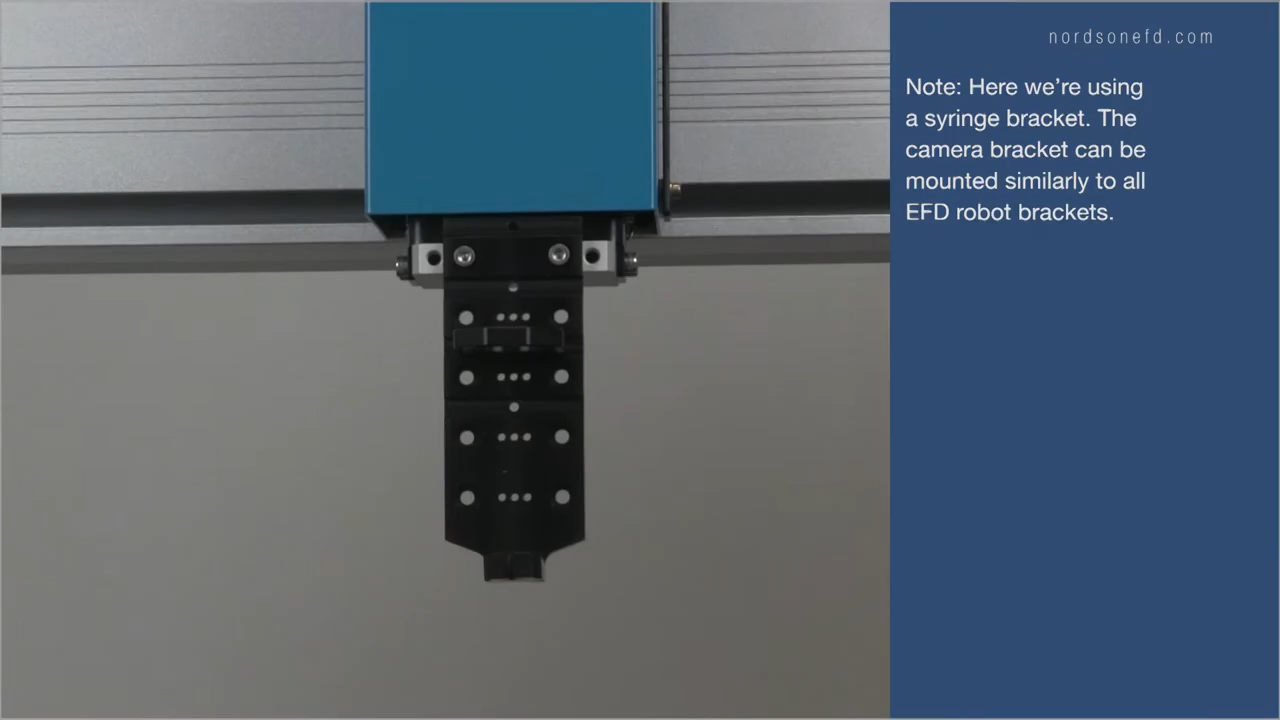 nordsonefd.com
Note: Here we're using
a syringe bracket. The
camera bracket can be
mounted similarly to all
EFD robot brackets.